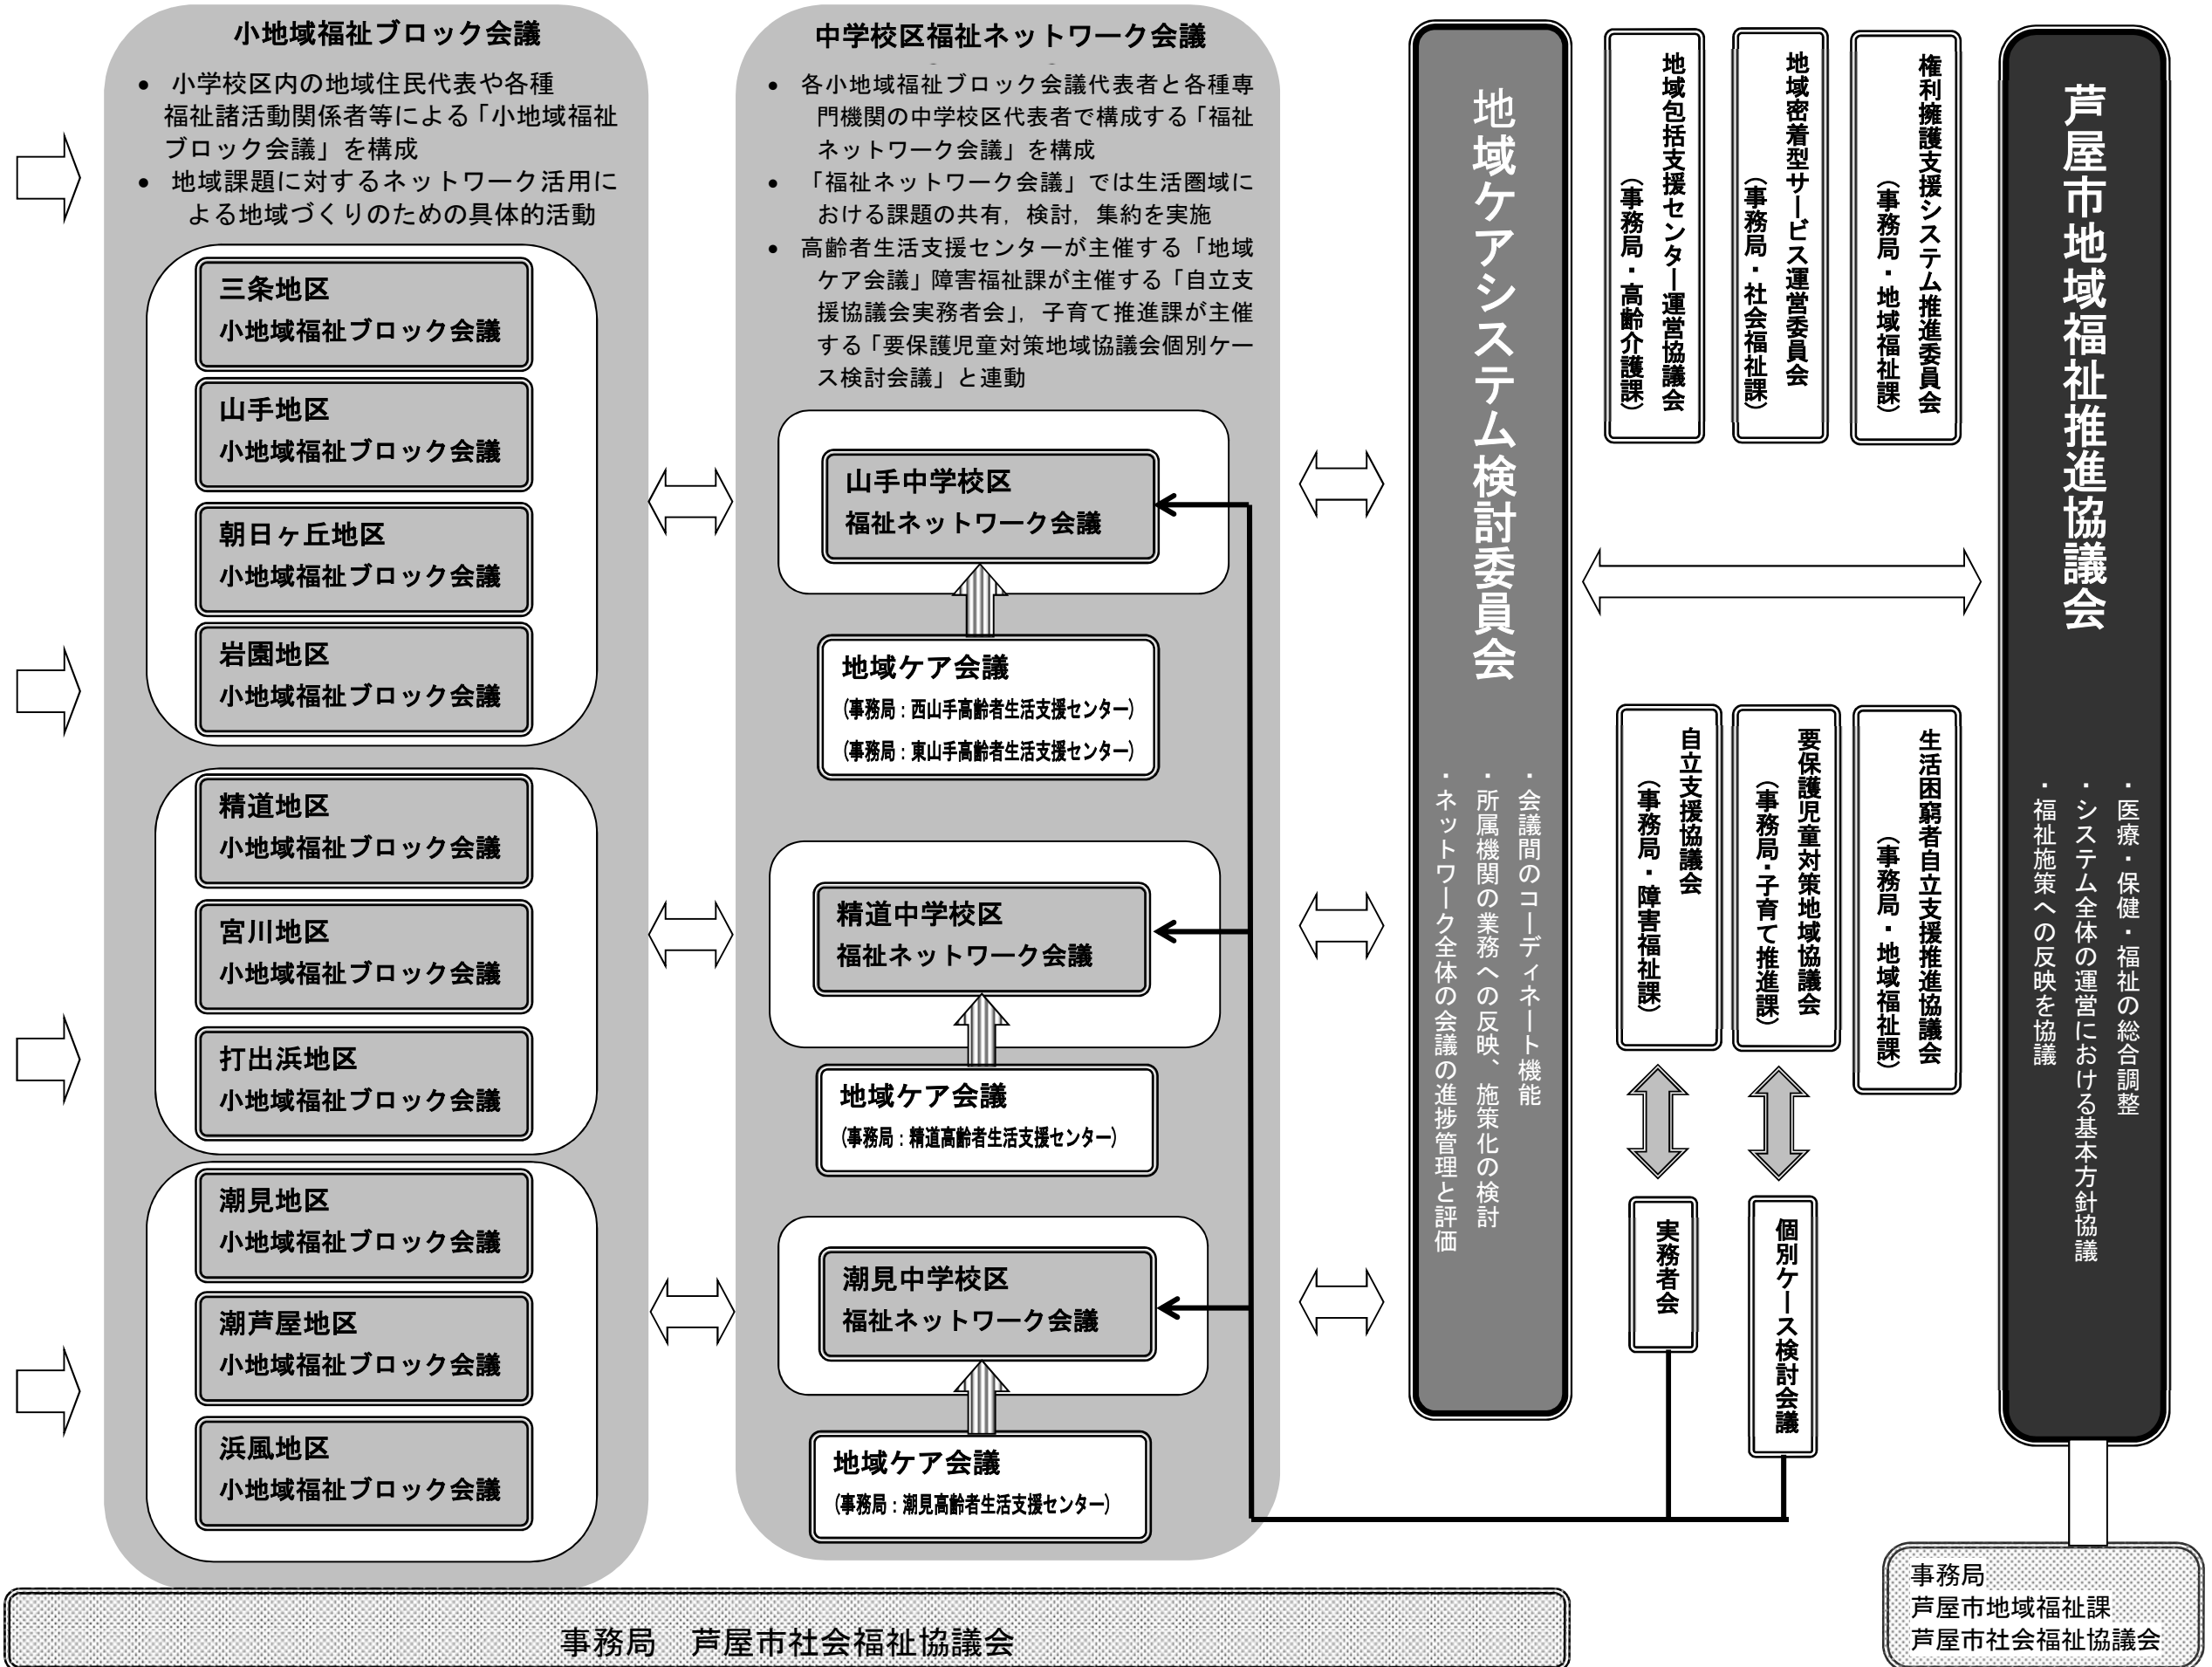 小地域福祉ブロック会議
• 小学校区内の地域住民代表や各種
福祉諸活動関係者等による「小地域福祉
ブロック会議」を構成
• 地域課題に対するネットワーク活用に
よる地域づくりのための具体的活動
三条地区
小地域福祉ブロック会議
山手地区
小地域福祉ブロック会議
朝日ヶ丘地区
小地域福祉ブロック会議
岩園地区
小地域福祉ブロック会議
精道地区
小地域福祉ブロック会議
宮川地区
小地域福祉ブロック会議
打出浜地区
小地域福祉ブロック会議
潮見地区
小地域福祉ブロック会議
潮芦屋地区
小地域福祉ブロック会議
浜風地区
小地域福祉ブロック会議
中学校区福祉ネットワーク会議
• 各小地域福祉ブロック会議代表者と各種専
門機関の中学校区代表者で構成する「福祉
ネットワーク会議」を構成
• 「福祉ネットワーク会議」では生活圏域に
おける課題の共有，検討，集約を実施
• 高齢者生活支援センターが主催する「地域
ケア会議」障害福祉課が主催する「自立支
援協議会実務者会」，子育て推進課が主催
する「要保護児童対策地域協議会個別ケー
ス検討会議」と連動
山手中学校区
福祉ネットワーク会議
地域ケア会議
（事務局：西山手高齢者生活支援センター）
（事務局：東山手高齢者生活支援センター）
精道中学校区
福祉ネットワーク会議
地域ケア会議
（事務局：精道高齢者生活支援センター）
潮見中学校区
福祉ネットワーク会議
地域ケア会議
（事務局：潮見高齢者生活支援センター）
地域ケアシステム検討委員会
・会議間のコーディネート機能
・所属機関の業務への反映、施策化の検討
・ネットワーク全体の会議の進捗管理と評価
地域包括支援センター運営協議会
（事務局・高齢介護課）
地域密着型サービス運営委員会
（事務局・社会福祉課）
権利擁護支援システム推進委員会
（事務局・地域福祉課）
自立支援協議会
（事務局・障害福祉課）
要保護児童対策地域協議会
（事務局・子育て推進課）
生活困窮者自立支援推進協議会
（事務局・地域福祉課）
実務者会
個別ケース検討会議
芦屋市地域福祉推進協議会
・医療・保健・福祉の総合調整
・システム全体の運営における基本方針協議
・福祉施策への反映を協議
事務局　芦屋市社会福祉協議会
事務局
芦屋市地域福祉課
芦屋市社会福祉協議会